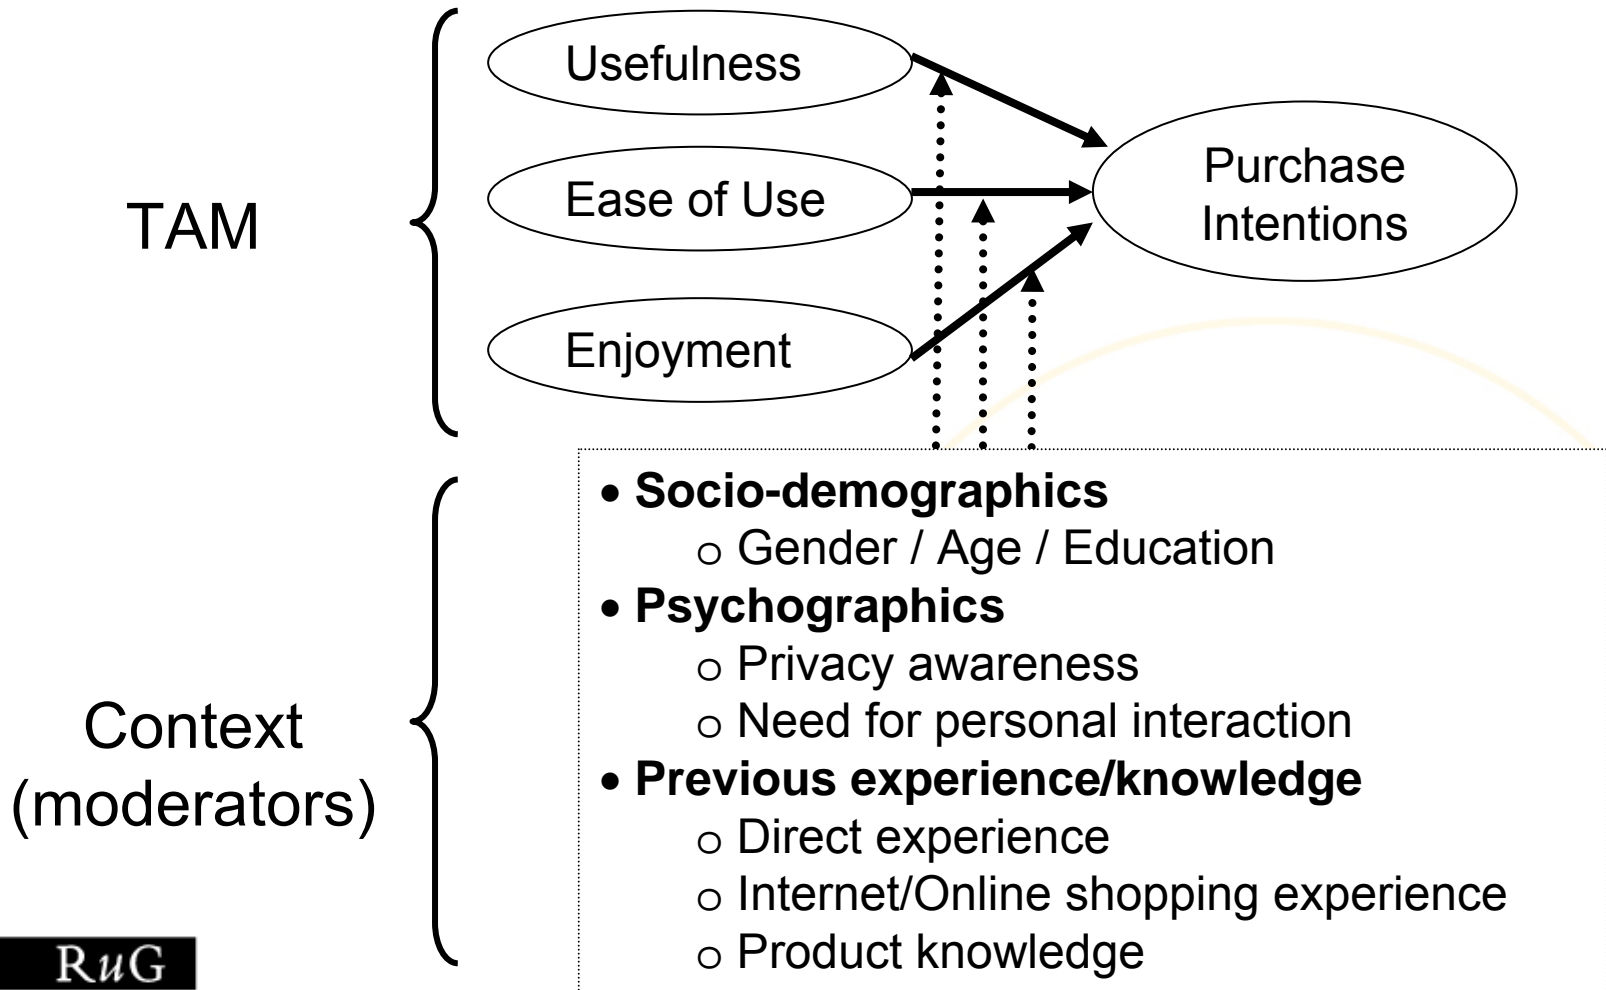 TAM
Usefulness
Ease of Use
Enjoyment
Purchase
Intentions
Context
(moderators)
• Socio-demographics
o Gender / Age / Education
• Psychographics
o Privacy awareness
o Need for personal interaction
• Previous experience/knowledge
o Direct experience
o Internet/Online shopping experience
o Product knowledge
RuG